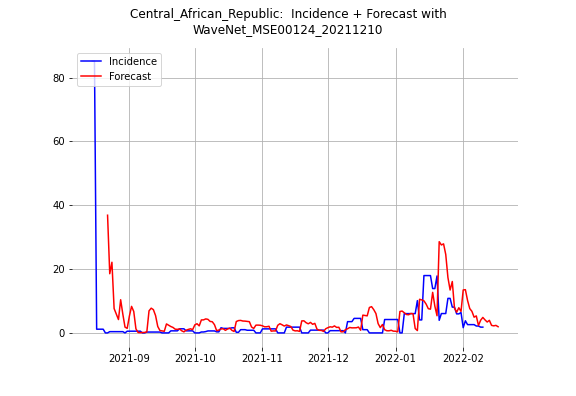 Central_African_Republic: Incidence + Forecast with
WaveNet_MSE00124_20211210
Incidence
Forecast
80
60
40
20
0
2021-09
2021-10
2021-11
2021-12
2022-01
2022-02